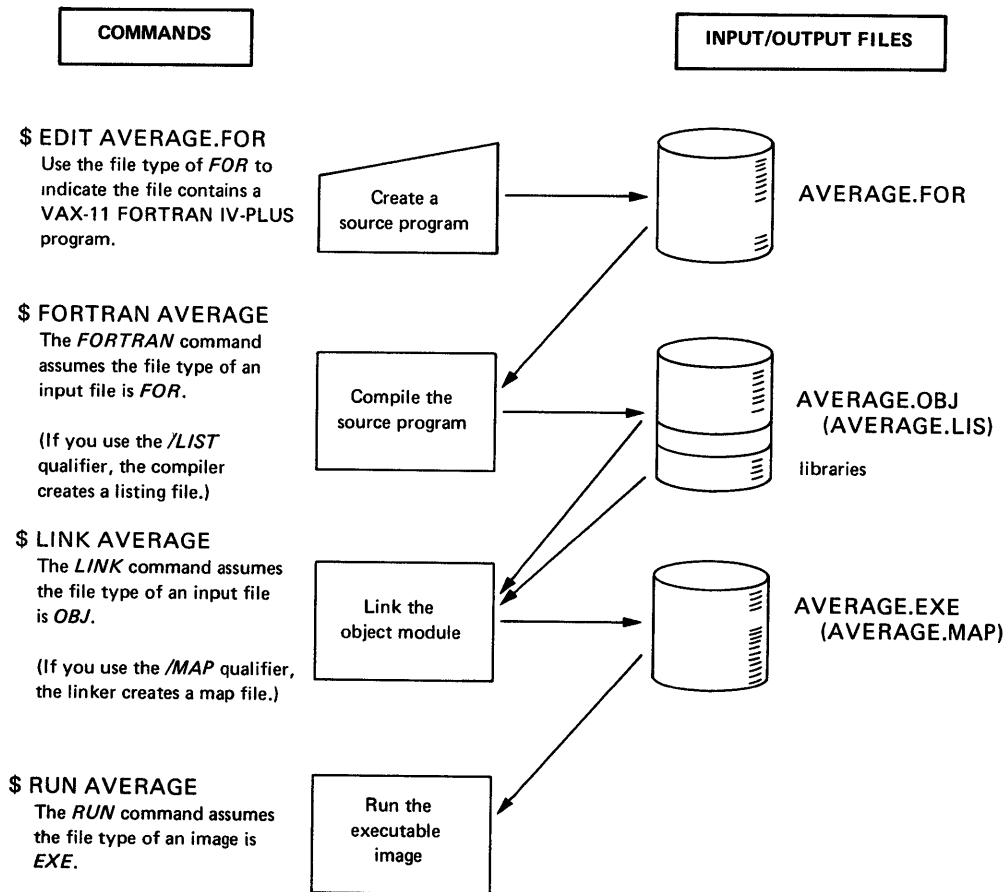 COMMANDS
INPUT/OUTPUT FILES
$ EDIT AVERAGE.FOR
Use the file type of FOR to
indicate the file contains a
VAX-11 FORTRAN IV-PLUS
program.
Create a
source program
AVERAGE.FOR
$ FORTRAN AVERAGE
The FORTRAN command
assumes the file type of an
input file is FOR.
(If you use the /LIST
qualifier, the compiler
creates a listing file.)
Compile the
source program
AVERAGE.OBJ
(AVERAGE.LIS)
libraries
$ LINK AVERAGE
The LINK command assumes
the file type of an input file
is OBJ.
(If you use the /MAP qualifier,
the linker creates a map file.)
Link the
object module
AVERAGE.EXE
(AVERAGE.MAP)
$ RUN AVERAGE
The RUN command assumes
the file type of an image is
EXE.
Run the
executable
image